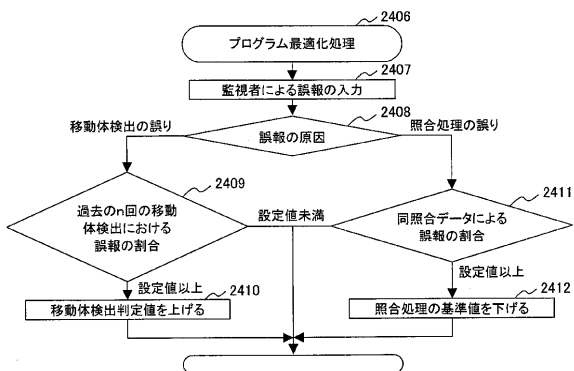 2406
プログラム最適化処理
2407
監視者による誤報の入力
2408
移動体検出の誤り
誤報の原因
照合処理の誤り
2409
過去のn回の移動
体検出における
誤報の割合
設定値未満
2411
同照合データによる
誤報の割合
設定値以上
2410
移動体検出判定値を上げる
設定値以上
2412
照合処理の基準値を下げる